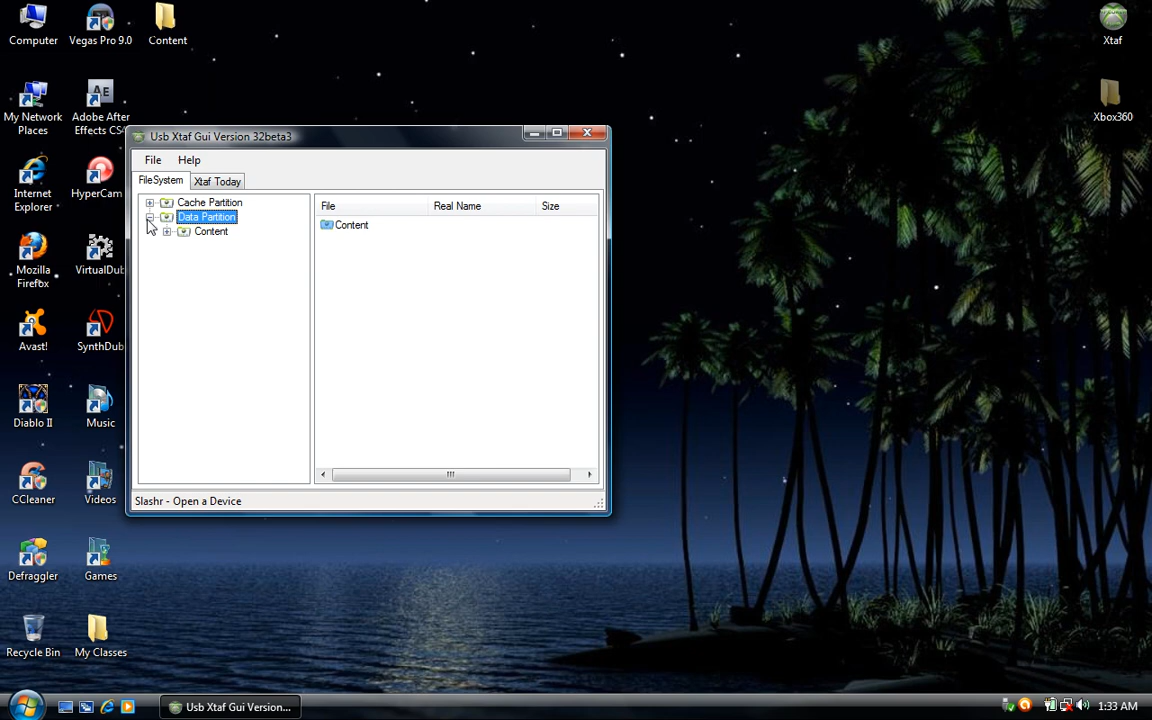 Computer
Vegas Pro 9.0
Content
Xtaf
My Network
Places
Adobe After
Effects CS4
Xbox360
Usb Xtaf Gui Version 32beta3
File
Help
FileSystem
Xtaf Today
Cache Partition
Data Partition
Content
File
Real Name
Size
Content
Slashr - Open a Device
Internet
Explorer
HyperCam
Mozilla
Firefox
VirtualDub
Avast!
SynthDub
Diablo II
Music
CCleaner
Videos
Defraggler
Games
Recycle Bin
My Classes
Usb Xtaf Gui Version...
1:33 AM